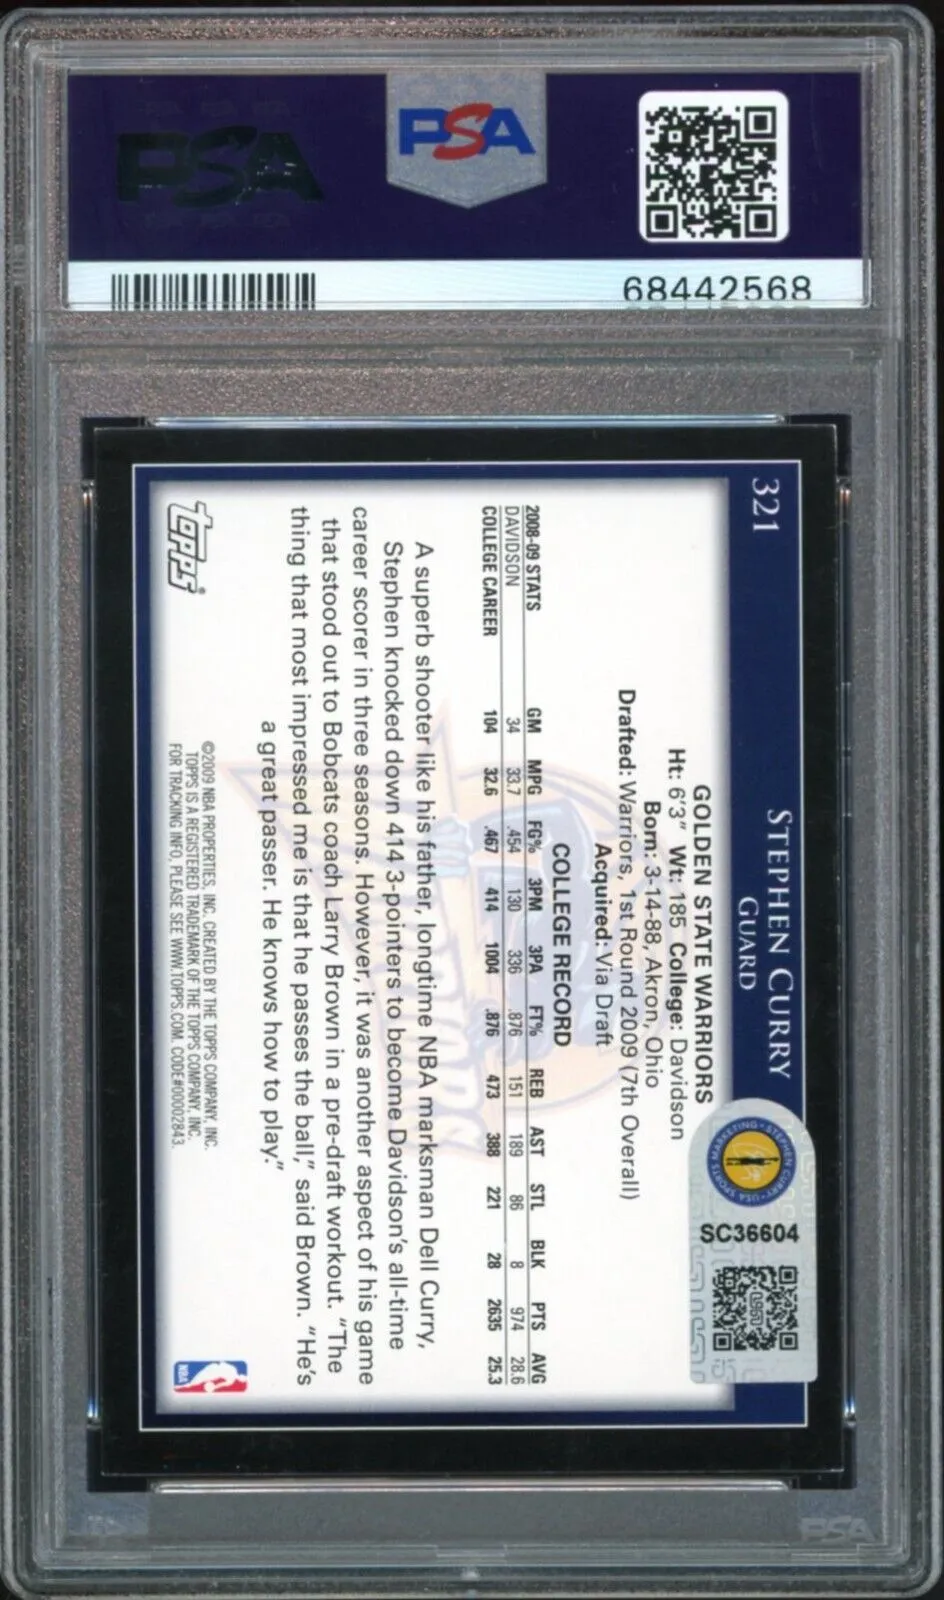 PSA
PSA
68442568
321
STEPHEN CURRY
GUARD
GOLDEN STATE WARRIORS
Ht: 6'3" Wt: 185 College: Davidson
Born: 3-14-88, Akron, Ohio
Drafted: Warriors, 1st Round 2009 (7th Overall)
Acquired: Via Draft
COLLEGE RECORD
2008-09 STATS GM MPG FG% 3PM 3PA FT% REB AST STL BLK PTS AVG
DAVIDSON 34 33.7 .454 130 336 .876 151 189 86 8 974 28.6
COLLEGE CAREER 104 32.6 .467 414 1004 .876 473 388 221 28 2635 25.3
A superb shooter like his father, longtime NBA marksman Dell Curry,
Stephen knocked down 414 3-pointers to become Davidson's all-time
career scorer in three seasons. However, it was another aspect of his game
that stood out to Bobcats coach Larry Brown in a pre-draft workout. "The
thing that most impressed me is that he passes the ball," said Brown. "He's
a great passer. He knows how to play."
topps®
©2009 NBA PROPERTIES, INC. CREATED BY THE TOPPS COMPANY, INC.
TOPPS IS A REGISTERED TRADEMARK OF THE TOPPS COMPANY, INC.
FOR TRACKING INFO, PLEASE SEE WWW.TOPPS.COM. CODE#00002843.
NBA
STEPHEN CURRY • USA SPORTS MARKETING •
SC36604
PSA